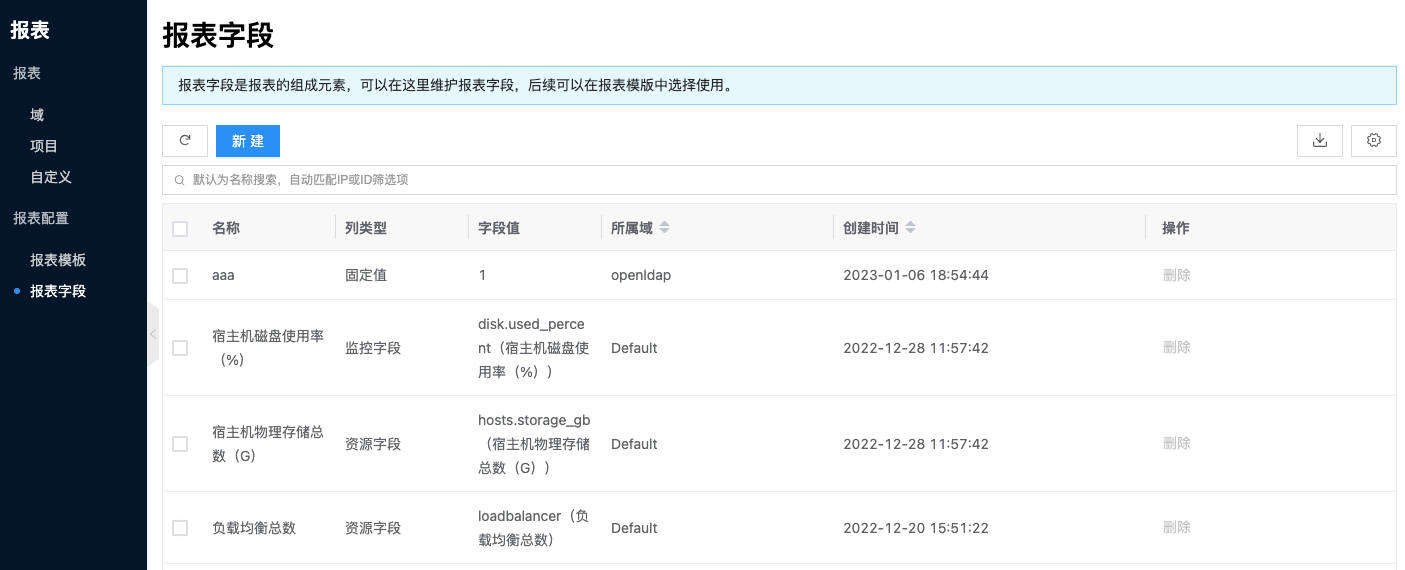 报表
报表
域
项目
自定义
报表配置
报表模板
报表字段
报表字段
报表字段是报表的组成元素，可以在这里维护报表字段，后续可以在报表模版中选择使用。
新 建
默认为名称搜索，自动匹配IP或ID筛选项
名称 列类型 字段值 所属域 创建时间 操作
aaa 固定值 1 openldap 2023-01-06 18:54:44 删除
宿主机磁盘使用率
（%)
监控字段
disk.used_perce
nt（宿主机磁盘使
用率（%））
Default 2022-12-28 11:57:42 删除
宿主机物理存储总
数（G）
资源字段
hosts.storage_gb
（宿主机物理存储
总数（G））
Default 2022-12-28 11:57:42 删除
负载均衡总数 资源字段
loadbalancer（负
载均衡总数）
Default 2022-12-20 15:51:22 删除